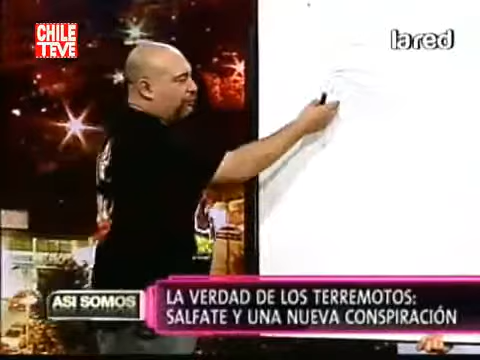 CHILE
TEVE
lared
ASI SOMOS
LA VERDAD DE LOS TERREMOTOS:
SALFATE Y UNA NUEVA CONSPIRACIÓN